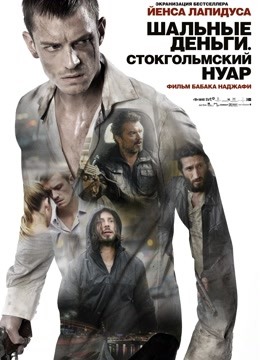 ЭКРАНИЗАЦИЯ БЕСТСЕЛЛЕРА
ЙЕНСА ЛАПИДУСА
ШАЛЬНЫЕ
ДЕНЬГИ.
СТОКГОЛЬМСКИЙ
НУАР
ФИЛЬМ БАБАКА НАДЖАФИ